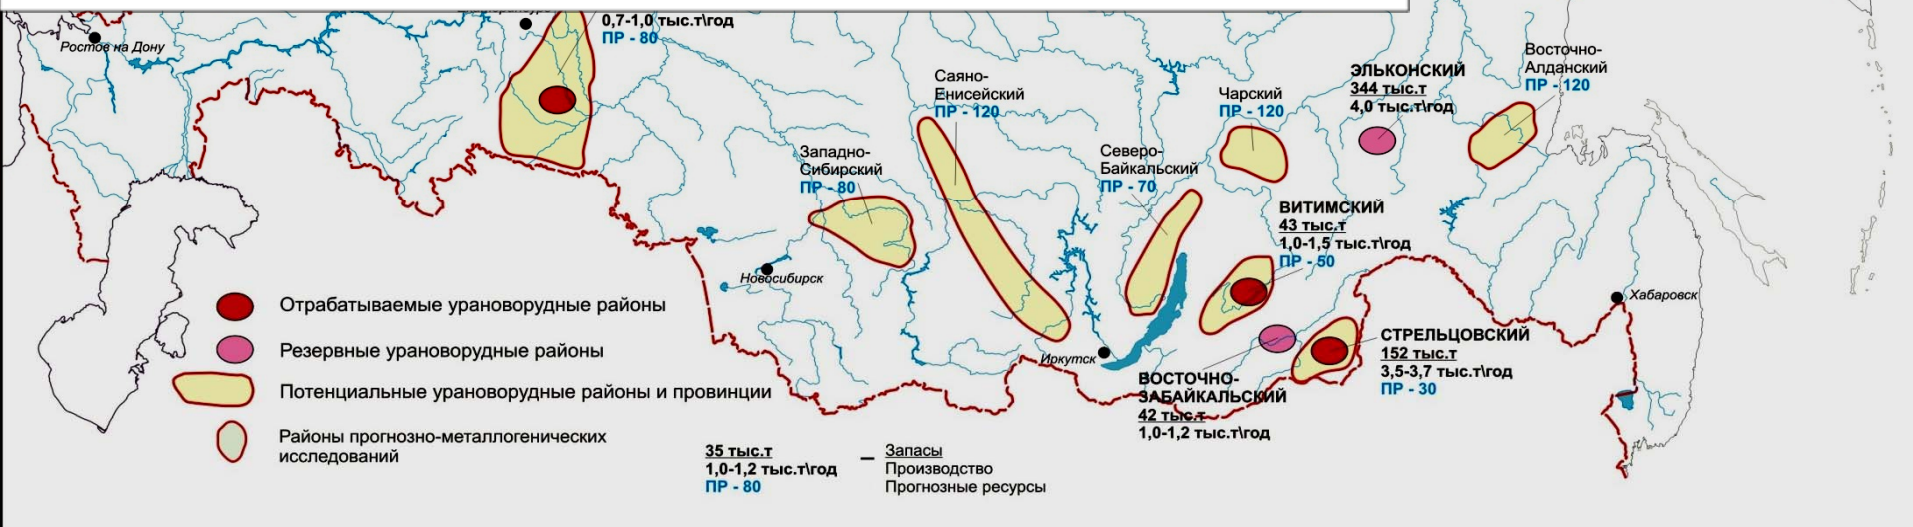 Ростов на Дону
0,7-1,0 тыс.т\год
ПР - 80
Саяно-
Енисейский
ПР - 120
Западно-
Сибирский
ПР - 80
Северо-
Байкальский
ПР - 70
Чарский
ПР - 120
ЭЛЬКОНСКИЙ
344 тыс.т
4,0 тыс.т\год
Восточно-
Алданский
ПР - 120
ВИТИМСКИЙ
43 тыс.т
1,0-1,5 тыс.т\год
ПР - 50
Новосибирск
Иркутск
Хабаровск
СТРЕЛЬЦОВСКИЙ
152 тыс.т
3,5-3,7 тыс.т\год
ПР - 30
ВОСТОЧНО-
ЗАБАЙКАЛЬСКИЙ
42 тыс.т
1,0-1,2 тыс.т\год
Отрабатываемые урановорудные районы
Резервные урановорудные районы
Потенциальные урановорудные районы и провинции
Районы прогнозно-металлогенических
исследований
35 тыс.т
1,0-1,2 тыс.т\год
ПР - 80
— Запасы
Производство
Прогнозные ресурсы